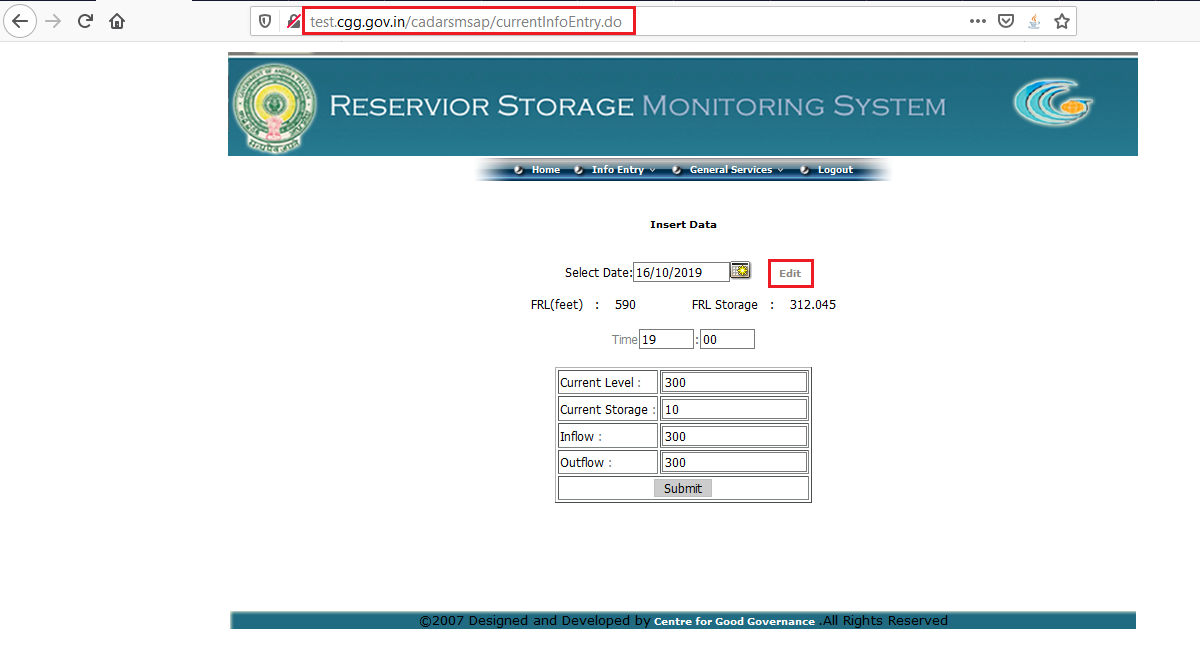 test.cgg.gov.in/cadarsmsap/currentInfoEntry.do
RESERVIOR STORAGE MONITORING SYSTEM
Home Info Entry General Services Logout
Insert Data
Select Date: 16/10/2019 Edit
FRL(feet) : 590 FRL Storage : 312.045
Time 19 : 00
Current Level : 300
Current Storage : 10
Inflow : 300
Outflow : 300
Submit
©2007 Designed and Developed by Centre for Good Governance .All Rights Reserved